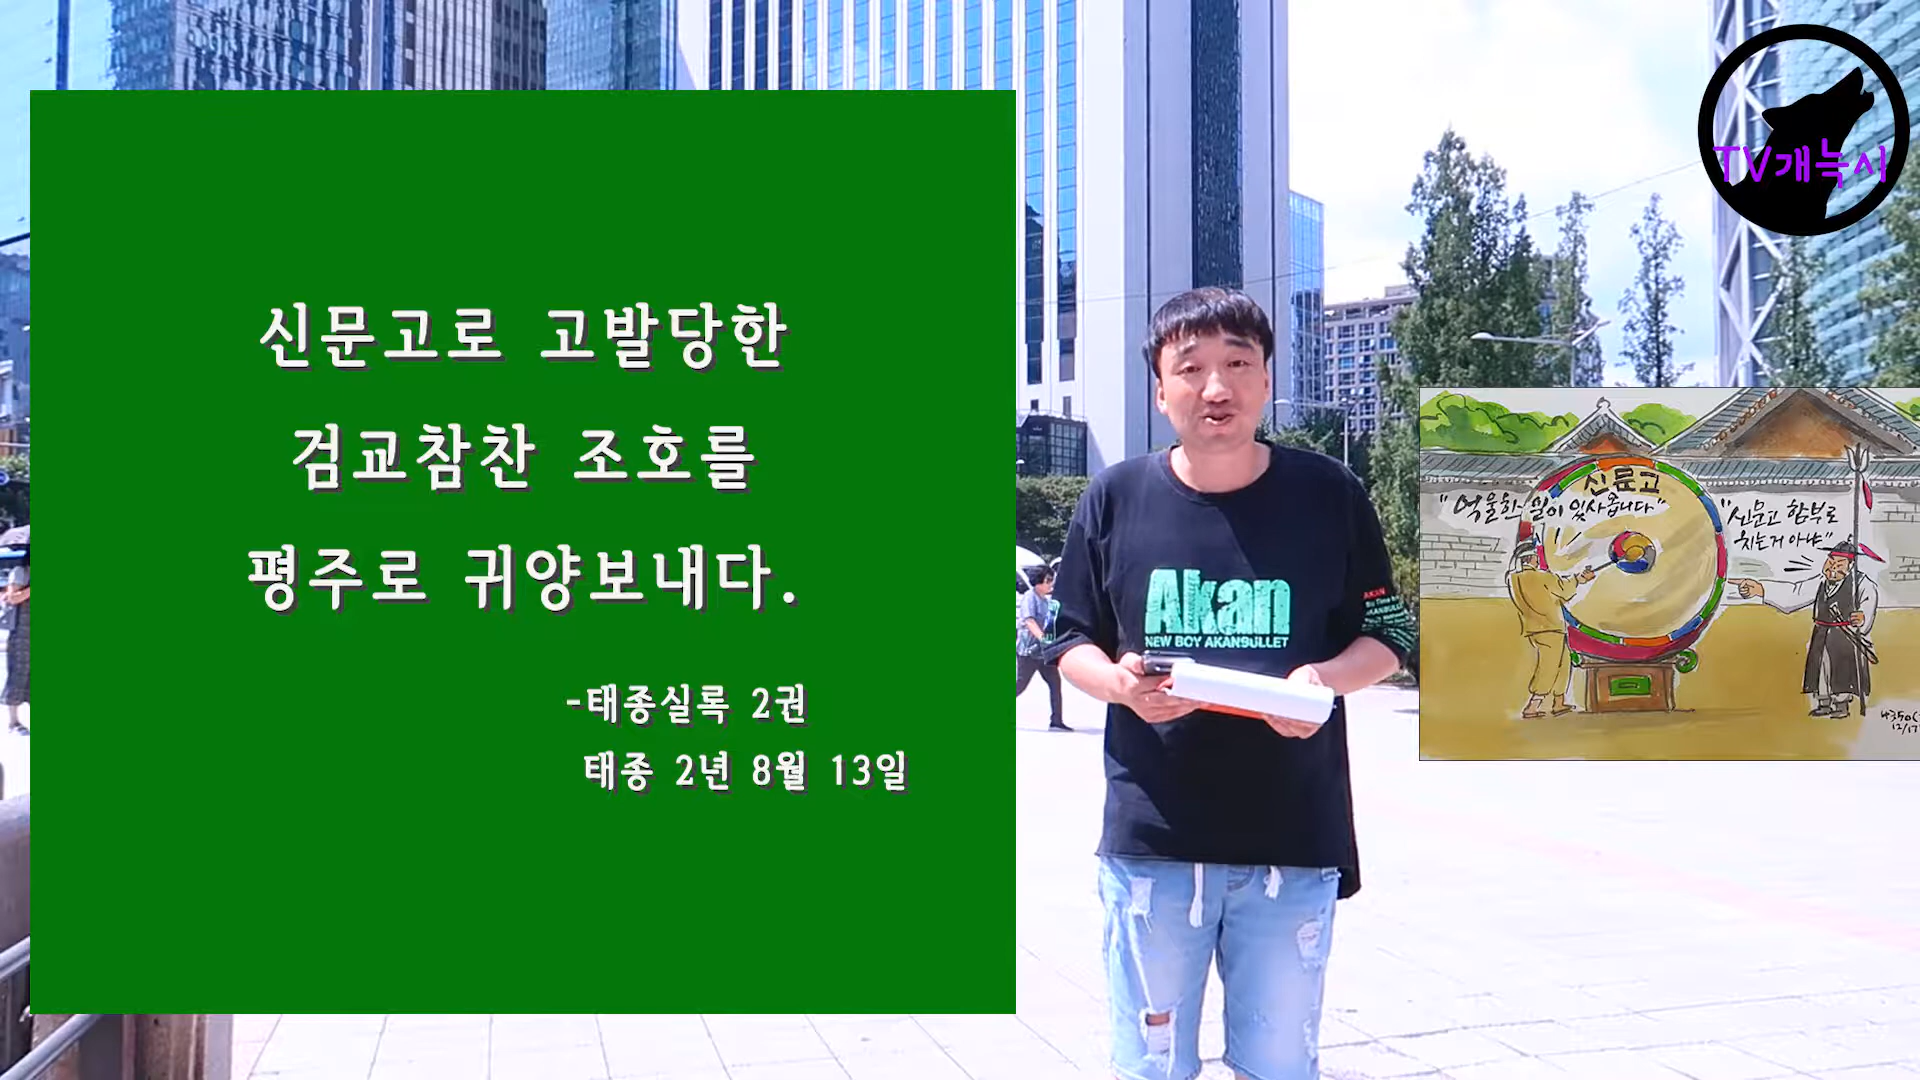 신문고로 고발당한
검교참찬 조호를
평주로 귀양보내다.
-태종실록 2권
태종 2년 8월 13일
TV개늑시
Akan
NEW BOY AKANBULLET
AKAN
신문고
"억울한 일이 있사옵니다"
"신문고 함부로
치는거 아냐"